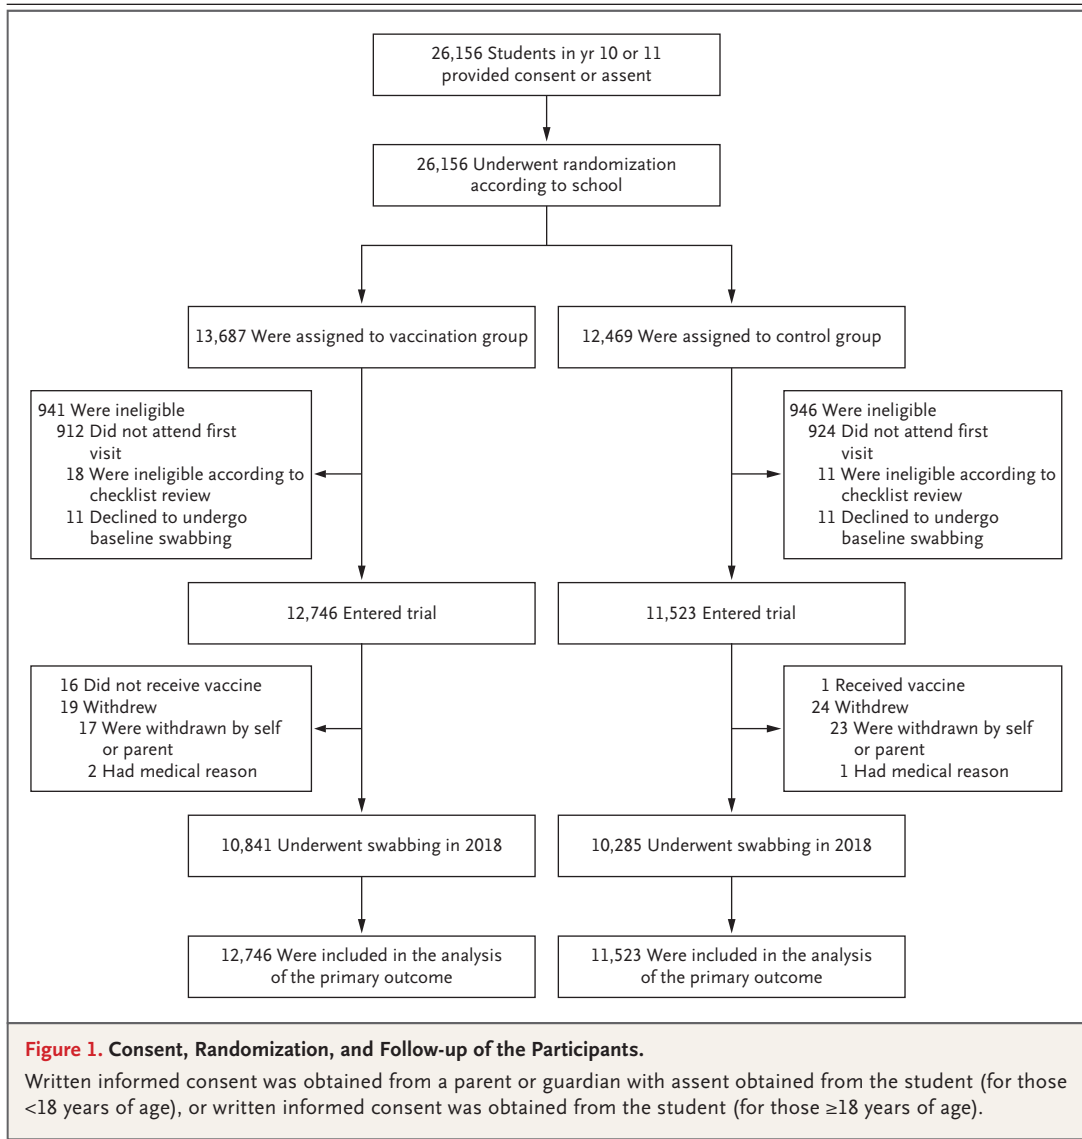 26,156 Students in yr 10 or 11
provided consent or assent
26,156 Underwent randomization
according to school
13,687 Were assigned to vaccination group
12,469 Were assigned to control group
941 Were ineligible
912 Did not attend first
visit
18 Were ineligible according to
checklist review
11 Declined to undergo
baseline swabbing
946 Were ineligible
924 Did not attend first
visit
11 Were ineligible according to
checklist review
11 Declined to undergo
baseline swabbing
12,746 Entered trial
11,523 Entered trial
16 Did not receive vaccine
19 Withdrew
17 Were withdrawn by self
or parent
2 Had medical reason
1 Received vaccine
24 Withdrew
23 Were withdrawn by self
or parent
1 Had medical reason
10,841 Underwent swabbing in 2018
10,285 Underwent swabbing in 2018
12,746 Were included in the analysis
of the primary outcome
11,523 Were included in the analysis
of the primary outcome
Figure 1. Consent, Randomization, and Follow-up of the Participants.
Written informed consent was obtained from a parent or guardian with assent obtained from the student (for those
<18 years of age), or written informed consent was obtained from the student (for those ≥18 years of age).